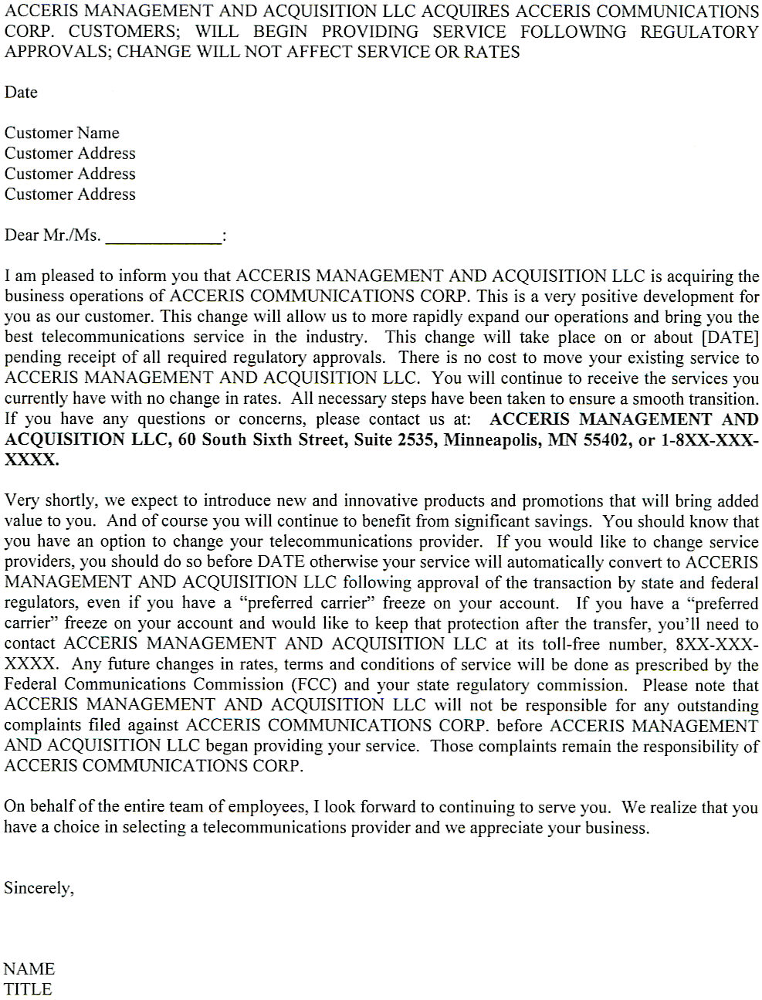 ACCERIS MANAGEMENT AND ACQUISITION LLC ACQUIRES ACCERIS COMMUNICATIONS
CORP. CUSTOMERS; WILL BEGIN PROVIDING SERVICE FOLLOWING REGULATORY
APPROVALS; CHANGE WILL NOT AFFECT SERVICE OR RATES
Date
Customer Name
Customer Address
Customer Address
Customer Address
Dear Mr./Ms. ______________:
I am pleased to inform you that ACCERIS MANAGEMENT AND ACQUISITION LLC is acquiring the
business operations of ACCERIS COMMUNICATIONS CORP. This is a very positive development for
you as our customer. This change will allow us to more rapidly expand our operations and bring you the
best telecommunications service in the industry. This change will take place on or about [DATE]
pending receipt of all required regulatory approvals. There is no cost to move your existing service to
ACCERIS MANAGEMENT AND ACQUISITION LLC. You will continue to receive the services you
currently have with no change in rates. All necessary steps have been taken to ensure a smooth transition.
If you have any questions or concerns, please contact us at: ACCERIS MANAGEMENT AND
ACQUISITION LLC, 60 South Sixth Street, Suite 2535, Minneapolis, MN 55402, or 1-8XX-XXX-
XXXX.
Very shortly, we expect to introduce new and innovative products and promotions that will bring added
value to you. And of course you will continue to benefit from significant savings. You should know that
you have an option to change your telecommunications provider. If you would like to change service
providers, you should do so before DATE otherwise your service will automatically convert to ACCERIS
MANAGEMENT AND ACQUISITION LLC following approval of the transaction by state and federal
regulators, even if you have a “preferred carrier” freeze on your account. If you have a “preferred
carrier” freeze on your account and would like to keep that protection after the transfer, you’ll need to
contact ACCERIS MANAGEMENT AND ACQUISITION LLC at its toll-free number, 8XX-XXX-
XXXX. Any future changes in rates, terms and conditions of service will be done as prescribed by the
Federal Communications Commission (FCC) and your state regulatory commission. Please note that
ACCERIS MANAGEMENT AND ACQUISITION LLC will not be responsible for any outstanding
complaints filed against ACCERIS COMMUNICATIONS CORP. before ACCERIS MANAGEMENT
AND ACQUISITION LLC began providing your service. Those complaints remain the responsibility of
ACCERIS COMMUNICATIONS CORP.
On behalf of the entire team of employees, I look forward to continuing to serve you. We realize that you
have a choice in selecting a telecommunications provider and we appreciate your business.
Sincerely,
NAME
TITLE